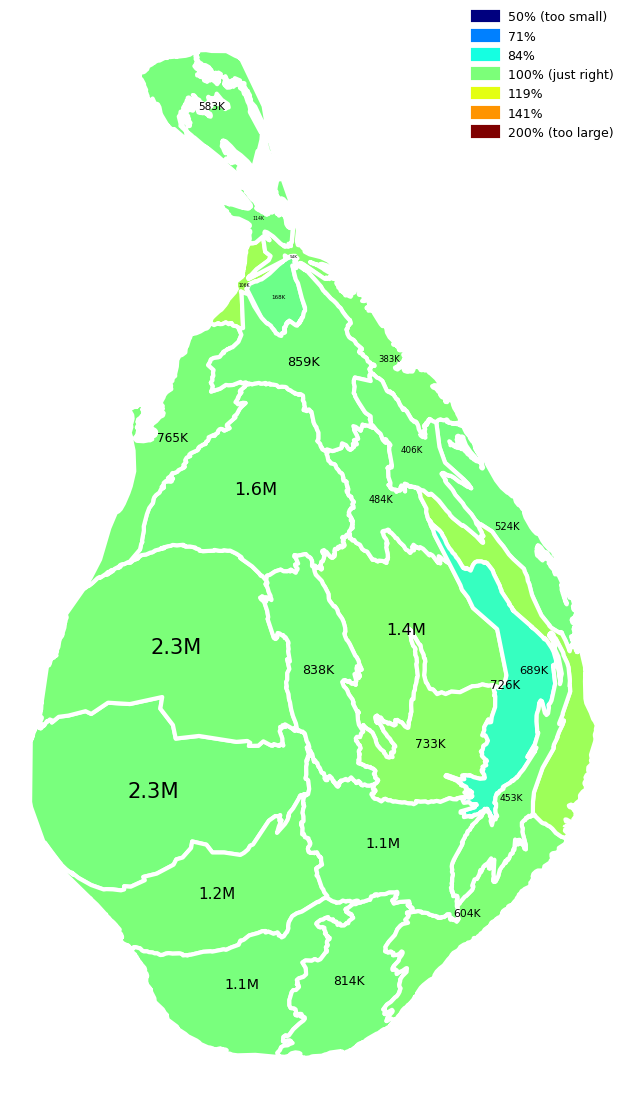 50% (too small)
71%
84%
100% (just right)
119%
141%
200% (too large)
583K
114K
106K
168K
859K
383K
765K
406K
1.6M
484K
524K
1.4M
2.3M
838K
689K
726K
733K
2.3M
453K
1.1M
1.2M
604K
814K
1.1M